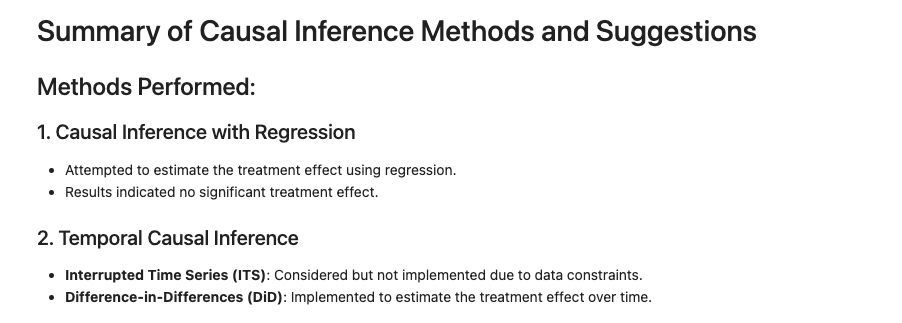 Summary of Causal Inference Methods and Suggestions
Methods Performed:
1. Causal Inference with Regression
• Attempted to estimate the treatment effect using regression.
• Results indicated no significant treatment effect.
2. Temporal Causal Inference
• Interrupted Time Series (ITS): Considered but not implemented due to data constraints.
• Difference-in-Differences (DiD): Implemented to estimate the treatment effect over time.